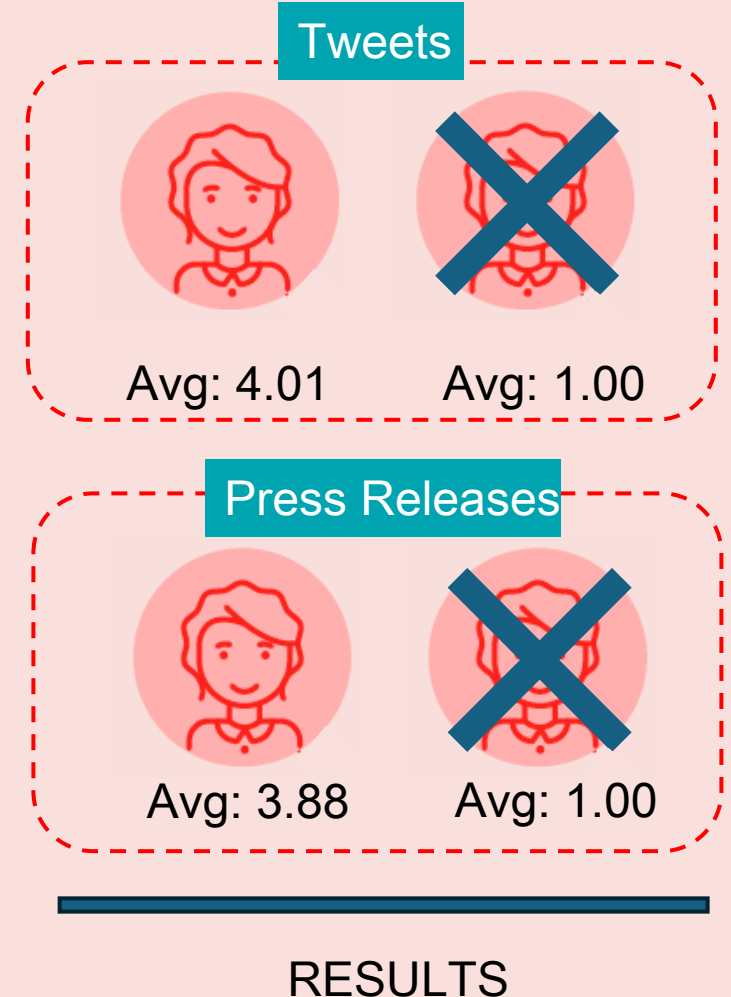 Tweets
Avg: 4.01 Avg: 1.00
Press Releases
Avg: 3.88 Avg: 1.00
RESULTS